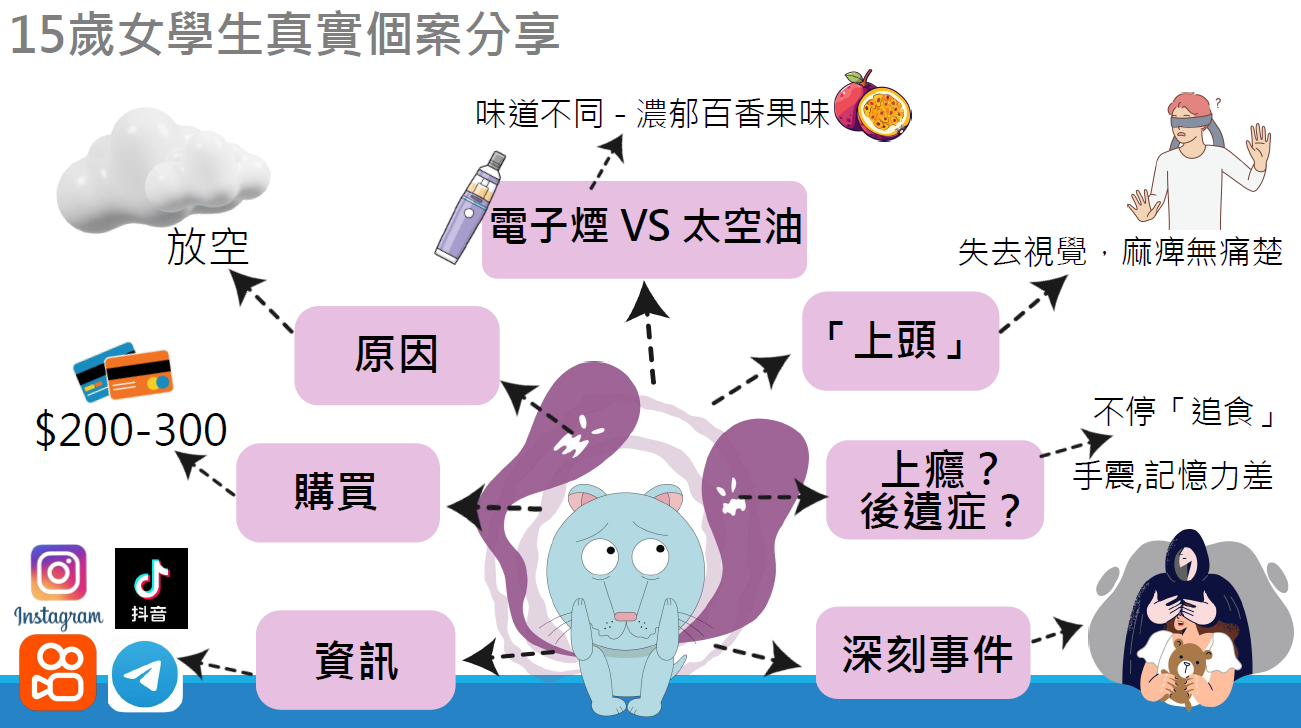 15歲女學生真實個案分享
味道不同 - 濃郁百香果味
電子煙 VS 太空油
放空
原因
?
失去視覺，麻痺無痛楚
「上頭」
$200-300
購買
不停「追食」
上癮？
後遺症？
手震,記憶力差
Instagram
抖音
資訊
深刻事件